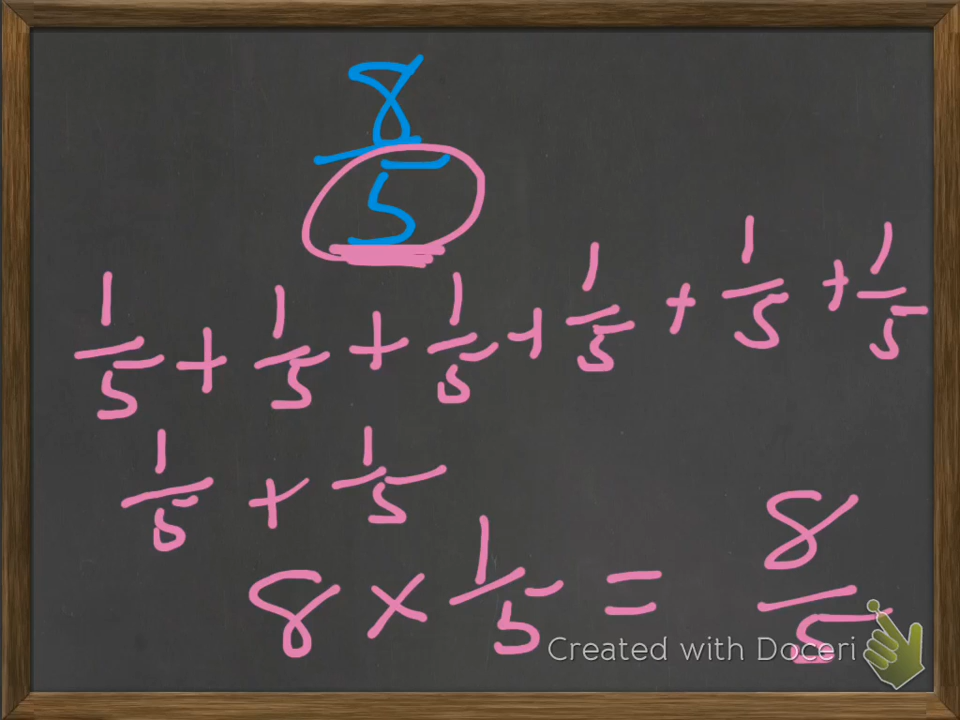 8/5
1/5 + 1/5 + 1/5 + 1/5 + 1/5 + 1/5
1/5 + 1/5
8 × 1/5 = 8/5
Created with Doceri